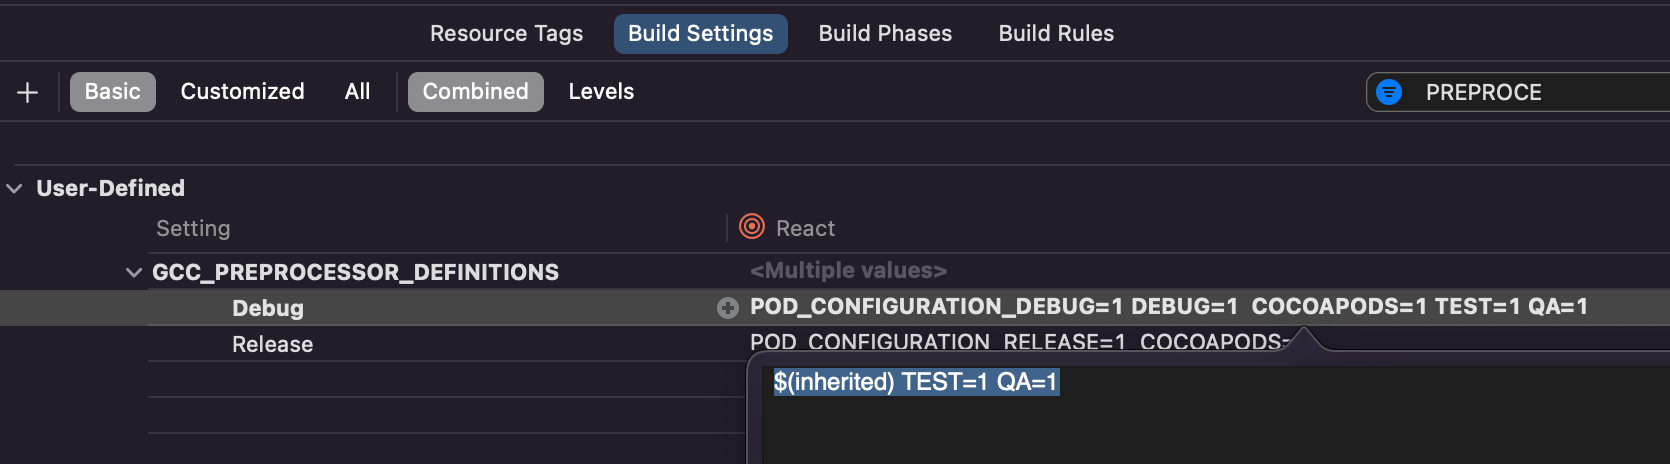 Resource Tags Build Settings Build Phases Build Rules
Basic Customized All Combined Levels PREPROCE
User-Defined
Setting React
GCC_PREPROCESSOR_DEFINITIONS <Multiple values>
Debug POD_CONFIGURATION_DEBUG=1 DEBUG=1 COCOAPODS=1 TEST=1 QA=1
Release POD_CONFIGURATION_RELEASE=1 COCOAPODS=
$(inherited) TEST=1 QA=1